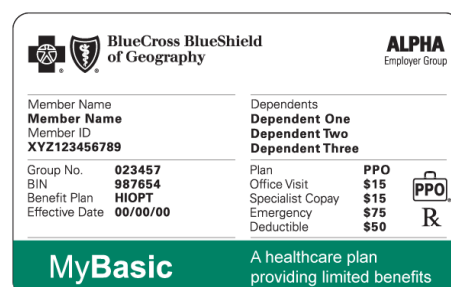 BlueCross BlueShield
of Geography
ALPHA
Employer Group
Member Name
Member Name
Member ID
XYZ123456789
Dependents
Dependent One
Dependent Two
Dependent Three
Group No. 023457
BIN 987654
Benefit Plan HIOPT
Effective Date 00/00/00
Plan PPO
Office Visit $15
Specialist Copay $15
Emergency $75
Deductible $50
PPO
Rx
MyBasic
A healthcare plan
providing limited benefits